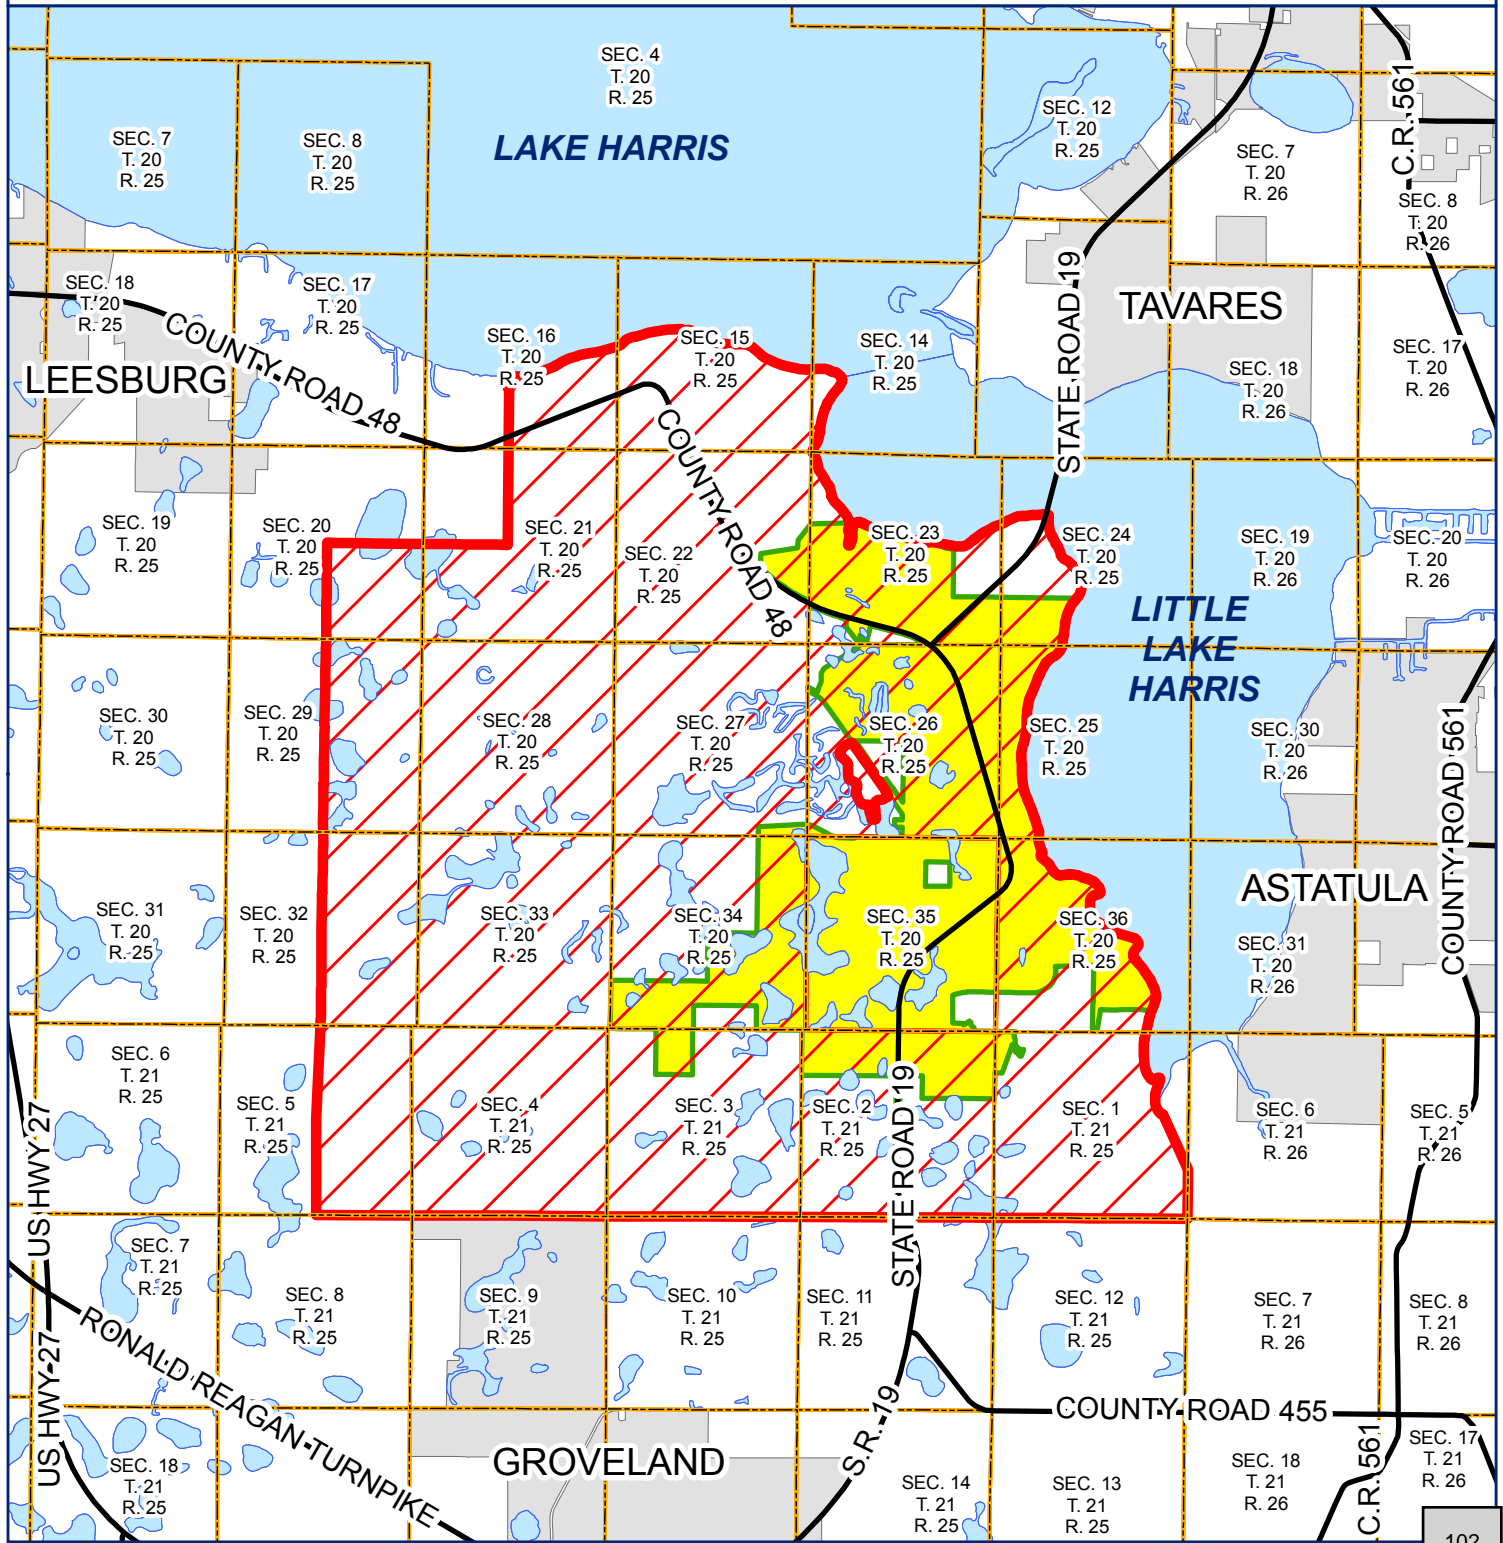 SEC. 4
T. 20
R. 25
SEC. 7
T. 20
R. 25
SEC. 8
T. 20
R. 25
LAKE HARRIS
SEC. 12
T. 20
R. 25
SEC. 7
T. 20
R. 26
C.R. 561
SEC. 8
T. 20
R. 26
SEC. 18
T. 20
R. 25
SEC. 17
T. 20
R. 25
COUNTY ROAD 48
LEESBURG
SEC. 16
T. 20
R. 25
SEC. 15
T. 20
R. 25
SEC. 14
T. 20
R. 25
STATE ROAD 19
TAVARES
SEC. 18
T. 20
R. 26
SEC. 17
T. 20
R. 26
SEC. 19
T. 20
R. 25
SEC. 20
T. 20
R. 25
SEC. 21
T. 20
R. 25
SEC. 22
T. 20
R. 25
COUNTY ROAD 48
SEC. 23
T. 20
R. 25
SEC. 24
T. 20
R. 25
SEC. 19
T. 20
R. 26
SEC. 20
T. 20
R. 26
LITTLE
LAKE
HARRIS
SEC. 30
T. 20
R. 25
SEC. 29
T. 20
R. 25
SEC. 28
T. 20
R. 25
SEC. 27
T. 20
R. 25
SEC. 26
T. 20
R. 25
SEC. 25
T. 20
R. 25
SEC. 30
T. 20
R. 26
COUNTY ROAD 561
ASTATULA
SEC. 31
T. 20
R. 25
SEC. 32
T. 20
R. 25
SEC. 33
T. 20
R. 25
SEC. 34
T. 20
R. 25
SEC. 35
T. 20
R. 25
SEC. 36
T. 20
R. 25
SEC. 31
T. 20
R. 26
SEC. 6
T. 21
R. 25
SEC. 5
T. 21
R. 25
SEC. 4
T. 21
R. 25
SEC. 3
T. 21
R. 25
SEC. 2
T. 21
R. 25
STATE ROAD 19
SEC. 1
T. 21
R. 25
SEC. 6
T. 21
R. 26
SEC. 5
T. 21
R. 26
US HWY 27
SEC. 7
T. 21
R. 25
SEC. 8
T. 21
R. 25
SEC. 9
T. 21
R. 25
SEC. 10
T. 21
R. 25
SEC. 11
T. 21
R. 25
SEC. 12
T. 21
R. 25
SEC. 7
T. 21
R. 26
SEC. 8
T. 21
R. 26
US HWY 27
RONALD REAGAN TURNPIKE
COUNTY ROAD 455
S.R. 19
GROVELAND
SEC. 18
T. 21
R. 25
SEC. 14
T. 21
R. 25
SEC. 13
T. 21
R. 25
SEC. 18
T. 21
R. 26
C.R. 561
SEC. 17
T. 21
R. 26
102